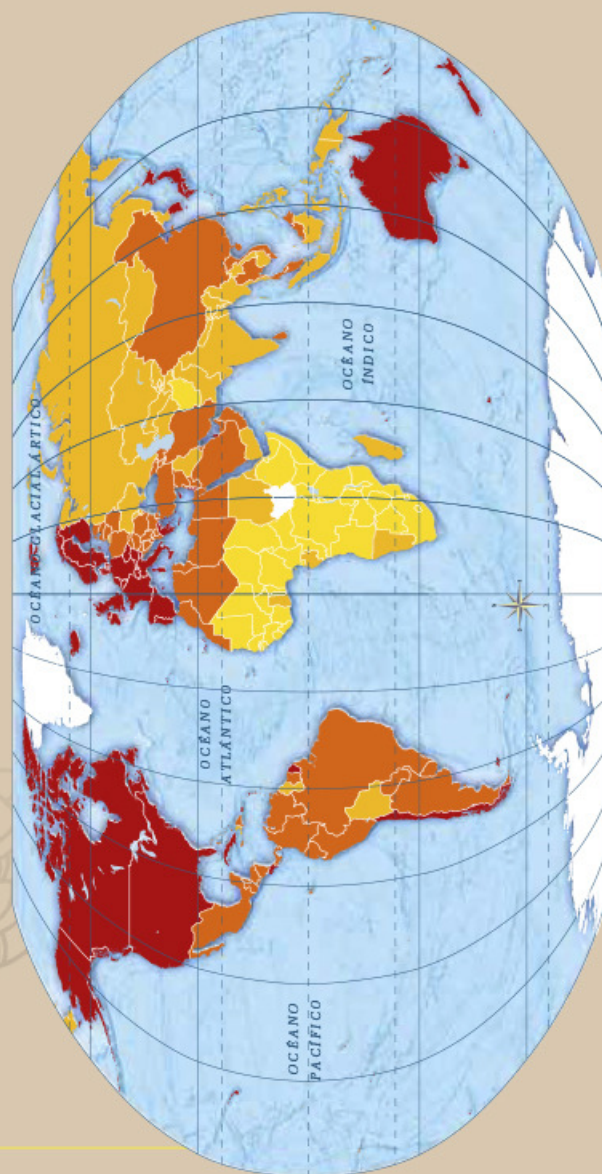 OCÉANO GLACIAL ÁRTICO
OCÉANO
ÍNDICO
OCÉANO
ATLÁNTICO
OCÉANO
PACÍFICO